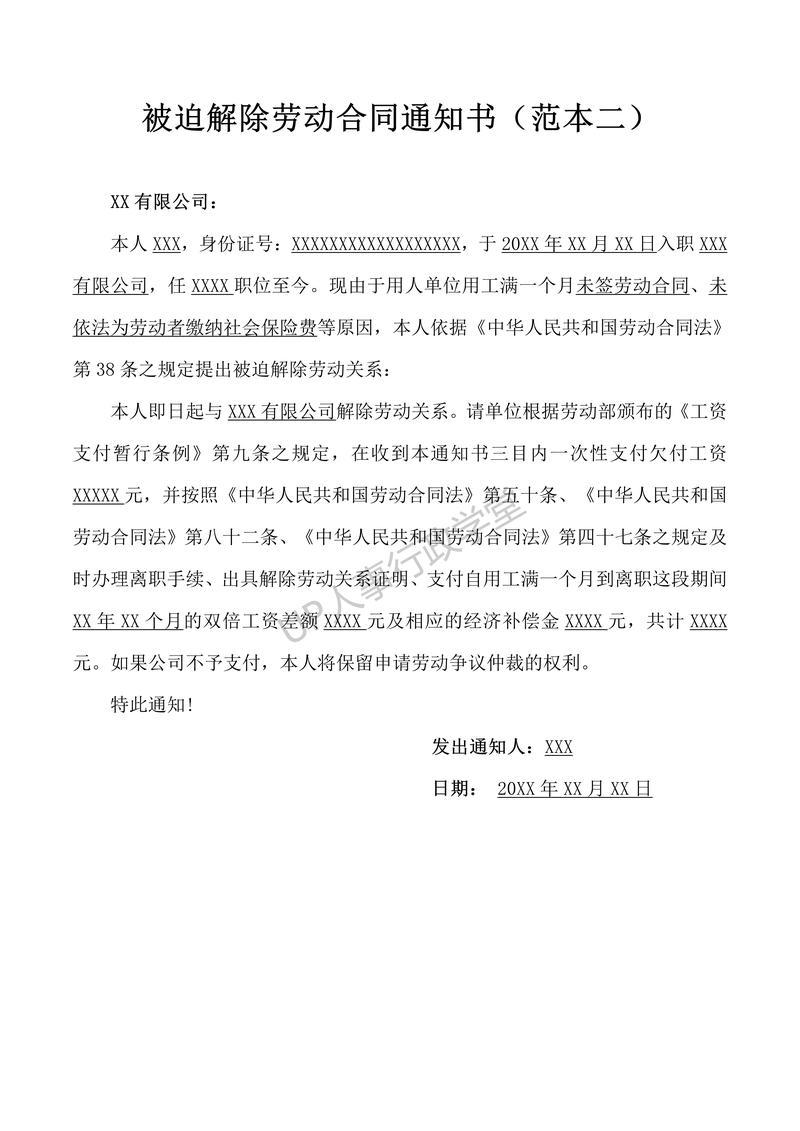 被迫解除劳动合同通知书（范本二）
XX 有限公司：
本人 XXX，身份证号：XXXXXXXXXXXXXXXXXX，于 20XX 年 XX 月 XX 日入职 XXX
有限公司，任 XXXX 职位至今。现由于用人单位用工满一个月未签劳动合同、未
依法为劳动者缴纳社会保险费等原因，本人依据《中华人民共和国劳动合同法》
第 38 条之规定提出被迫解除劳动关系：
本人即日起与 XXX 有限公司解除劳动关系。请单位根据劳动部颁布的《工资
支付暂行条例》第九条之规定，在收到本通知书三目内一次性支付欠付工资
XXXXX 元，并按照《中华人民共和国劳动合同法》第五十条、《中华人民共和国
劳动合同法》第八十二条、《中华人民共和国劳动合同法》第四十七条之规定及
时办理离职手续、出具解除劳动关系证明、支付自用工满一个月到离职这段期间
XX 年 XX 个月的双倍工资差额 XXXX 元及相应的经济补偿金 XXXX 元，共计 XXXX
元。如果公司不予支付，本人将保留申请劳动争议仲裁的权利。
特此通知！
发出通知人：XXX
日期： 20XX 年 XX 月 XX 日
UP人事行政学堂